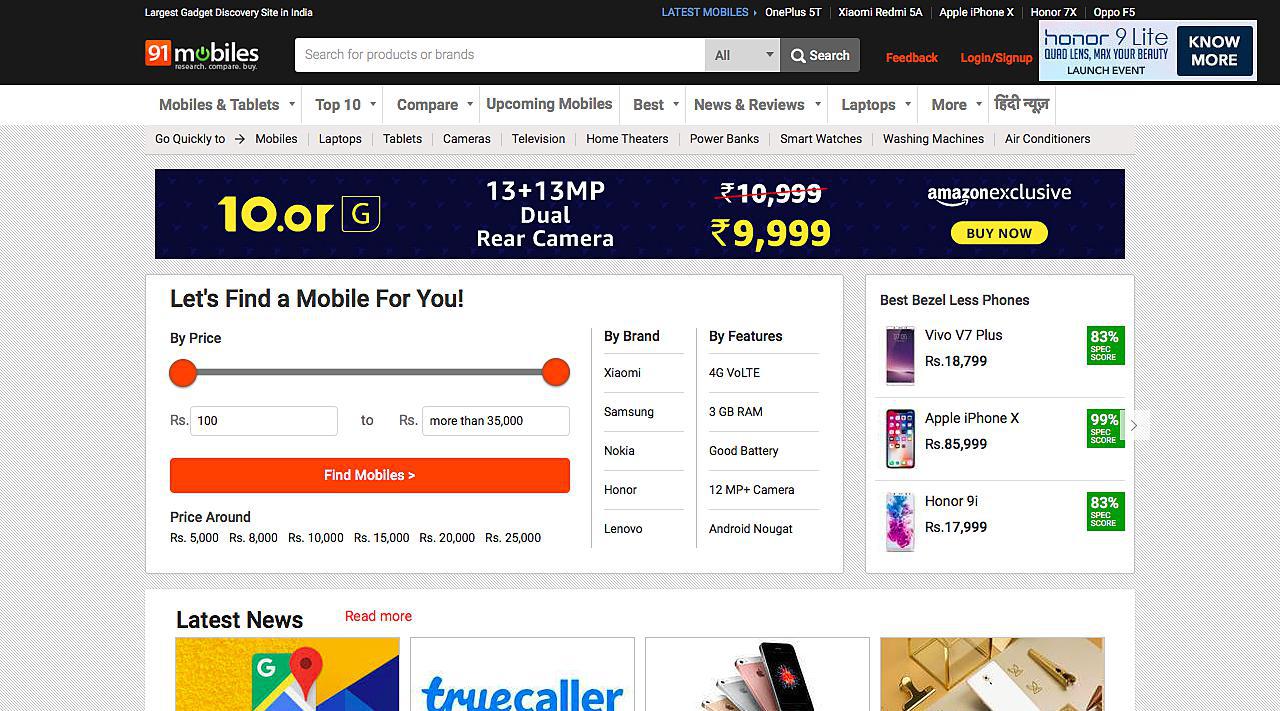 Largest Gadget Discovery Site in India
LATEST MOBILES OnePlus 5T Xiaomi Redmi 5A Apple iPhone X Honor 7X Oppo F5
91mobiles
research. compare. buy.
Search for products or brands
All
Search
Feedback
Login/Signup
honor 9 Lite
QUAD LENS, MAX YOUR BEAUTY
LAUNCH EVENT
KNOW
MORE
Mobiles & Tablets Top 10 Compare Upcoming Mobiles Best News & Reviews Laptops More हिंदी न्यूज़
Go Quickly to → Mobiles Laptops Tablets Cameras Television Home Theaters Power Banks Smart Watches Washing Machines Air Conditioners
10.or G
13+13MP
Dual
Rear Camera
₹10,999
₹9,999
amazonexclusive
BUY NOW
Let's Find a Mobile For You!
By Price
Rs. 100 to Rs. more than 35,000
Find Mobiles >
Price Around
Rs. 5,000 Rs. 8,000 Rs. 10,000 Rs. 15,000 Rs. 20,000 Rs. 25,000
By Brand
Xiaomi
Samsung
Nokia
Honor
Lenovo
By Features
4G VoLTE
3 GB RAM
Good Battery
12 MP+ Camera
Android Nougat
Best Bezel Less Phones
Vivo V7 Plus
Rs.18,799
83%
SPEC
SCORE
Apple iPhone X
Rs.85,999
99%
SPEC
SCORE
Honor 9i
Rs.17,999
83%
SPEC
SCORE
Latest News
Read more
G
truecaller